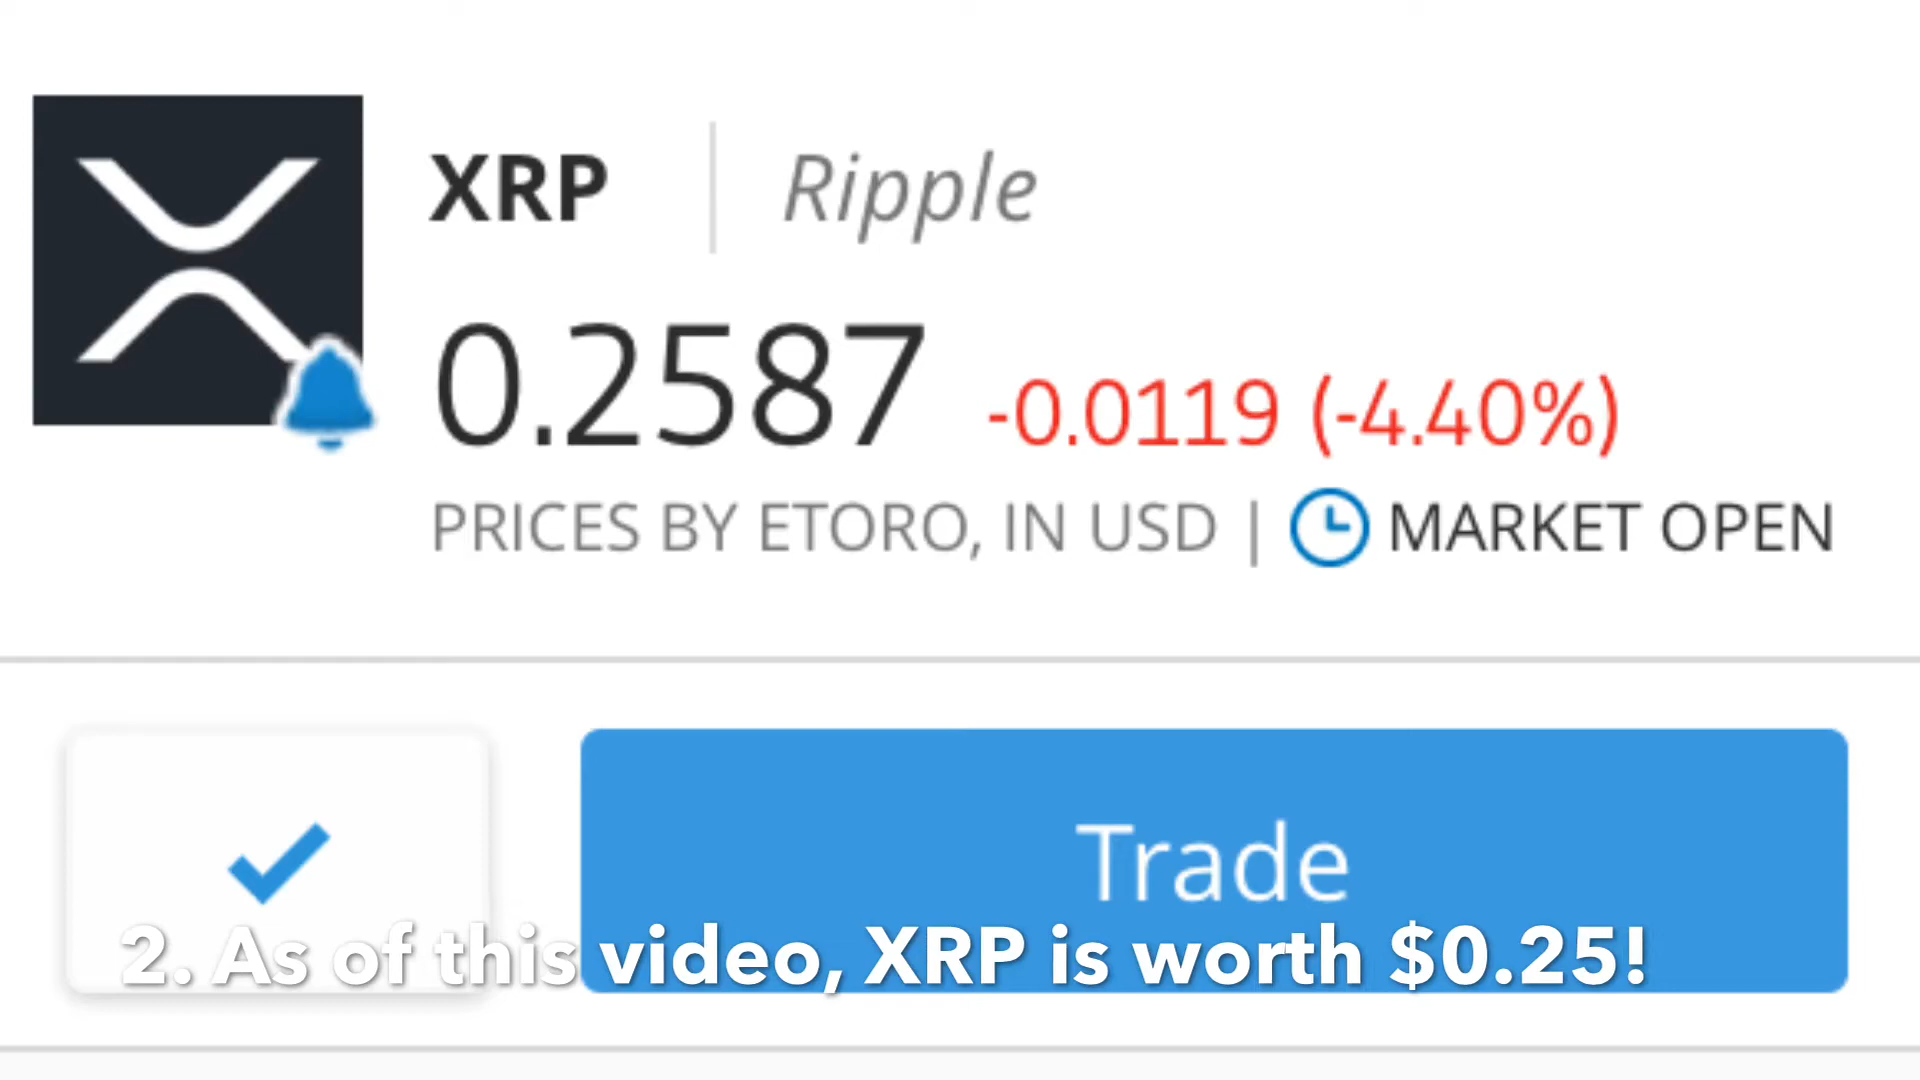 XRP | Ripple
0.2587 -0.0119 (-4.40%)
PRICES BY ETORO, IN USD | MARKET OPEN
Trade
2. As of this video, XRP is worth $0.25!